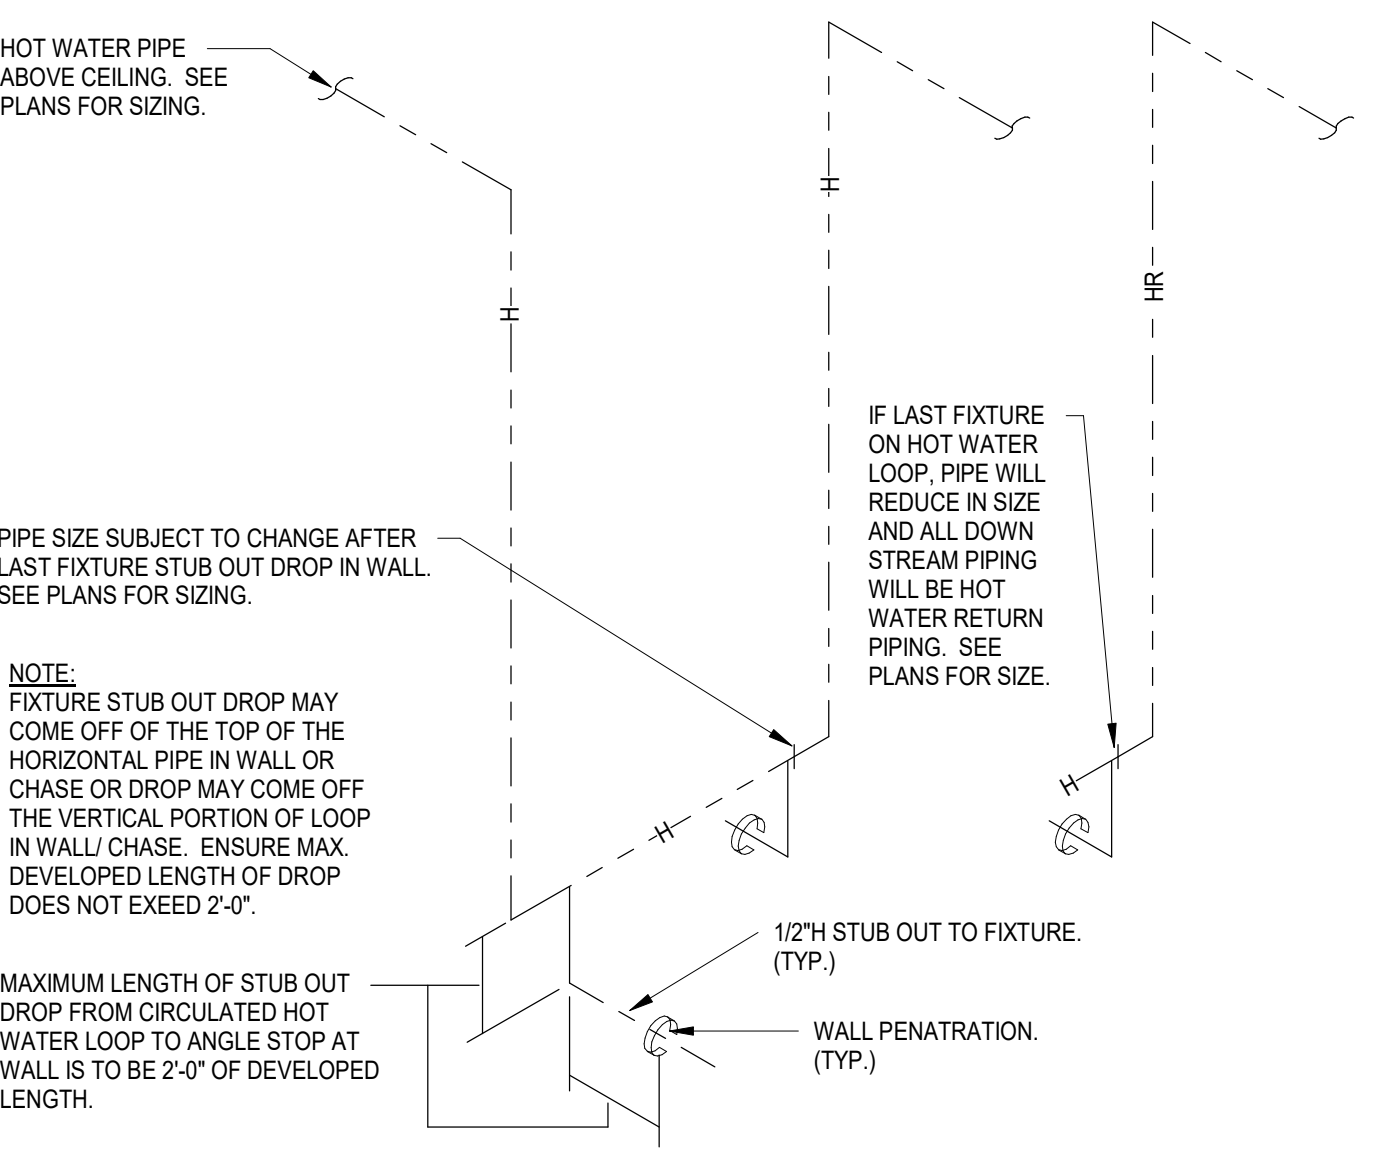 HOT WATER PIPE
ABOVE CEILING. SEE
PLANS FOR SIZING.
H
H
HR
IF LAST FIXTURE
ON HOT WATER
LOOP, PIPE WILL
REDUCE IN SIZE
AND ALL DOWN
STREAM PIPING
WILL BE HOT
WATER RETURN
PIPING. SEE
PLANS FOR SIZE.
PIPE SIZE SUBJECT TO CHANGE AFTER
LAST FIXTURE STUB OUT DROP IN WALL.
SEE PLANS FOR SIZING.
NOTE:
FIXTURE STUB OUT DROP MAY
COME OFF OF THE TOP OF THE
HORIZONTAL PIPE IN WALL OR
CHASE OR DROP MAY COME OFF
THE VERTICAL PORTION OF LOOP
IN WALL/ CHASE. ENSURE MAX.
DEVELOPED LENGTH OF DROP
DOES NOT EXEED 2'-0".
H
H
MAXIMUM LENGTH OF STUB OUT
DROP FROM CIRCULATED HOT
WATER LOOP TO ANGLE STOP AT
WALL IS TO BE 2'-0" OF DEVELOPED
LENGTH.
1/2"H STUB OUT TO FIXTURE.
(TYP.)
WALL PENATRATION.
(TYP.)